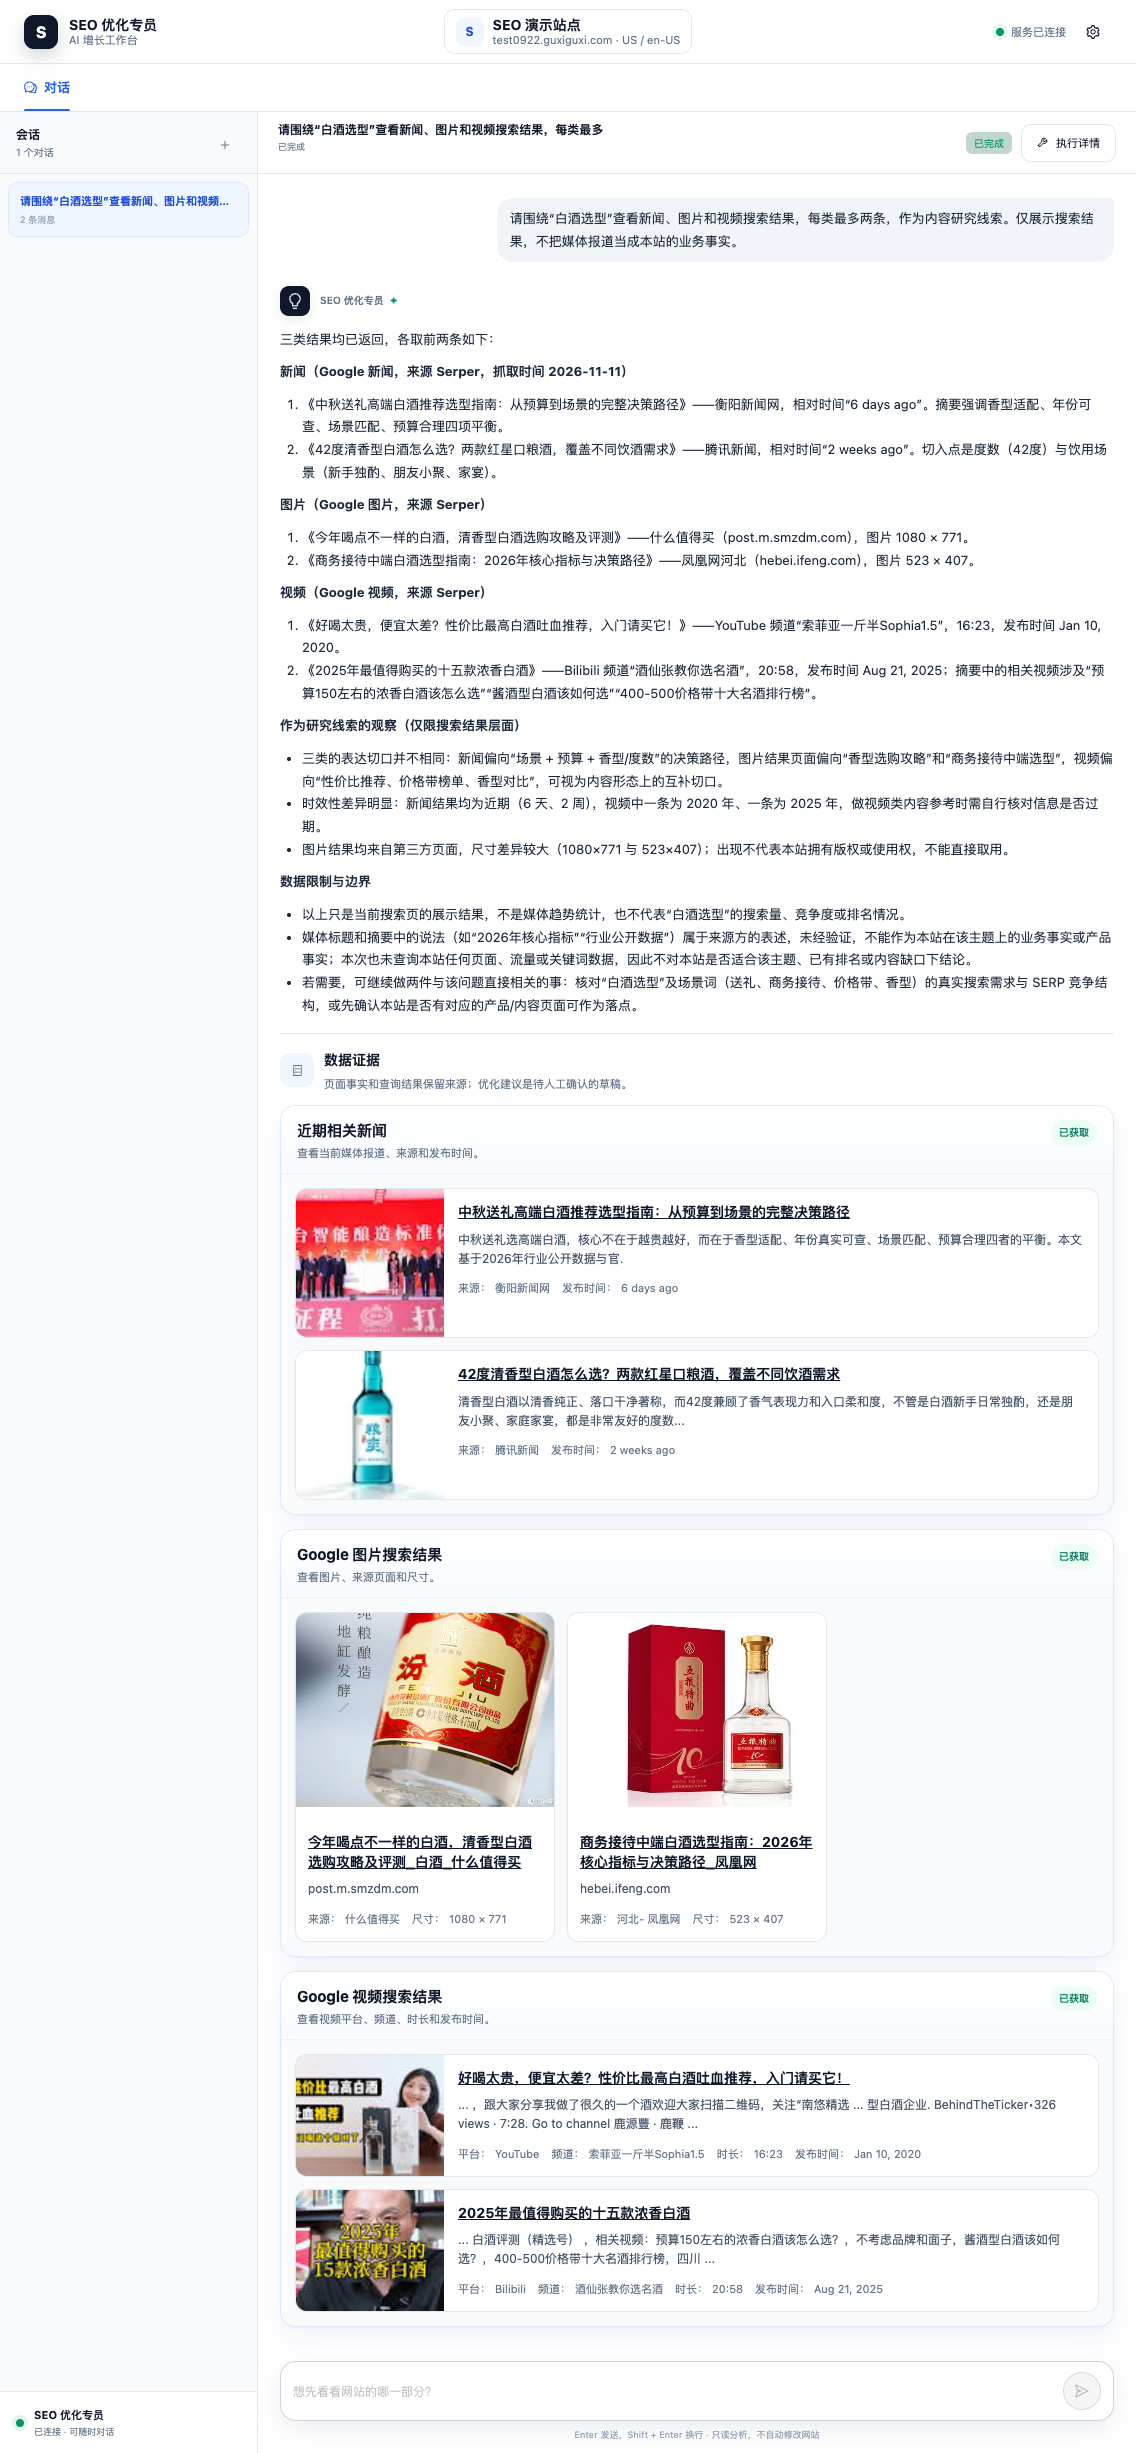 S
SEO 优化专员
AI 增长工作台
S
SEO 演示站点
test0922.guxiguxi.com · US / en-US
服务已连接
对话
会话
1 个对话
+
请围绕“白酒选型”查看新闻、图片和视频...
2 条消息
请围绕“白酒选型”查看新闻、图片和视频搜索结果，每类最多
已完成
已完成
执行详情
请围绕“白酒选型”查看新闻、图片和视频搜索结果，每类最多两条，作为内容研究线索。仅展示搜索结
果，不把媒体报道当成本站的业务事实。
SEO 优化专员
三类结果均已返回，各取前两条如下：
新闻（Google 新闻，来源 Serper，抓取时间 2026-11-11）
1. 《中秋送礼高端白酒推荐选型指南：从预算到场景的完整决策路径》——衡阳新闻网，相对时间“6 days ago”。摘要强调香型适配、年份可
查、场景匹配、预算合理四项平衡。
2. 《42度清香型白酒怎么选？两款红星口粮酒，覆盖不同饮酒需求》——腾讯新闻，相对时间“2 weeks ago”。切入点是度数（42度）与饮用场
景（新手独酌、朋友小聚、家宴）。
图片（Google 图片，来源 Serper）
1. 《今年喝点不一样的白酒，清香型白酒选购攻略及评测》——什么值得买（post.m.smzdm.com），图片 1080 × 771。
2. 《商务接待中端白酒选型指南：2026年核心指标与决策路径》——凤凰网河北（hebei.ifeng.com），图片 523 × 407。
视频（Google 视频，来源 Serper）
1. 《好喝太贵，便宜太差？性价比最高白酒吐血推荐，入门请买它！》——YouTube 频道“索菲亚一斤半Sophia1.5”，16:23，发布时间 Jan 10,
2020。
2. 《2025年最值得购买的十五款浓香白酒》——Bilibili 频道“酒仙张教你选名酒”，20:58，发布时间 Aug 21, 2025；摘要中的相关视频涉及“预
算150左右的浓香白酒该怎么选”“酱酒型白酒该如何选”“400-500价格带十大名酒排行榜”。
作为研究线索的观察（仅限搜索结果层面）
• 三类的表达切口并不相同：新闻偏向“场景 + 预算 + 香型/度数”的决策路径，图片结果页面偏向“香型选购攻略”和“商务接待中端选型”，视频偏
向“性价比推荐、价格带榜单、香型对比”，可视为内容形态上的互补切口。
• 时效性差异明显：新闻结果均为近期（6 天、2 周），视频中一条为 2020 年、一条为 2025 年，做视频类内容参考时需自行核对信息是否过
期。
• 图片结果均来自第三方页面，尺寸差异较大（1080×771 与 523×407）；出现不代表本站拥有版权或使用权，不能直接取用。
数据限制与边界
• 以上只是当前搜索页的展示结果，不是媒体趋势统计，也不代表“白酒选型”的搜索量、竞争度或排名情况。
• 媒体标题和摘要中的说法（如“2026年核心指标”“行业公开数据”）属于来源方的表述，未经验证，不能作为本站在该主题上的业务事实或产品
事实；本次也未查询本站任何页面、流量或关键词数据，因此不对本站是否适合该主题、已有排名或内容缺口下结论。
• 若需要，可继续做两件与该问题直接相关的事：核对“白酒选型”及场景词（送礼、商务接待、价格带、香型）的真实搜索需求与 SERP 竞争结
构，或先确认本站是否有对应的产品/内容页面可作为落点。
数据证据
页面事实和查询结果保留来源；优化建议是待人工确认的草稿。
近期相关新闻
查看当前媒体报道、来源和发布时间。
已获取
台智能酿造标准体
征程
打
中秋送礼高端白酒推荐选型指南：从预算到场景的完整决策路径
中秋送礼选高端白酒，核心不在于越贵越好，而在于香型适配、年份真实可查、场景匹配、预算合理四者的平衡。本文
基于2026年行业公开数据与官.
来源： 衡阳新闻网 发布时间： 6 days ago
粮爽
42度清香型白酒怎么选？两款红星口粮酒，覆盖不同饮酒需求
清香型白酒以清香纯正、落口干净著称，而42度兼顾了香气表现力和入口柔和度，不管是白酒新手日常独酌，还是朋
友小聚、家庭家宴，都是非常友好的度数...
来源： 腾讯新闻 发布时间： 2 weeks ago
Google 图片搜索结果
查看图片、来源页面和尺寸。
已获取
纯粮酿造
地缸发酵
汾酒
475mL
五粮特曲
五粮特曲
10
今年喝点不一样的白酒，清香型白酒
选购攻略及评测_白酒_什么值得买
post.m.smzdm.com
来源： 什么值得买 尺寸： 1080 × 771
商务接待中端白酒选型指南：2026年
核心指标与决策路径_凤凰网
hebei.ifeng.com
来源： 河北- 凤凰网 尺寸： 523 × 407
Google 视频搜索结果
查看视频平台、频道、时长和发布时间。
已获取
性价比最高白酒
吐血推荐
好喝太贵，便宜太差？性价比最高白酒吐血推荐，入门请买它！
... ，跟大家分享我做了很久的一个酒欢迎大家扫描二维码，关注“南悠精选 ... 型白酒企业. BehindTheTicker•326
views · 7:28. Go to channel 鹿源豐 · 鹿鞭 ...
平台： YouTube 频道： 索菲亚一斤半Sophia1.5 时长： 16:23 发布时间： Jan 10, 2020
2025年
最值得购买的
15款浓香白酒
2025年最值得购买的十五款浓香白酒
... 白酒评测（精选号） ，相关视频：预算150左右的浓香白酒该怎么选？，不考虑品牌和面子，酱酒型白酒该如何
选？，400-500价格带十大名酒排行榜，四川 ...
平台： Bilibili 频道： 酒仙张教你选名酒 时长： 20:58 发布时间： Aug 21, 2025
想先看看网站的哪一部分？
Enter 发送，Shift + Enter 换行 · 只读分析，不自动修改网站
SEO 优化专员
已连接 · 可随时对话